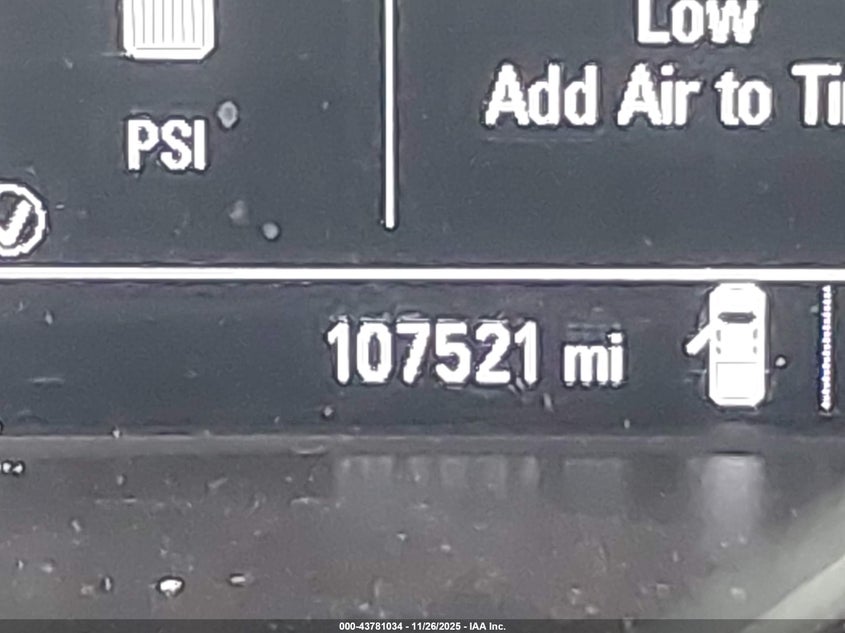 Low
Add Air to Ti
PSI
107521 mi
000-43781034 - 11/26/2025 - IAA Inc.